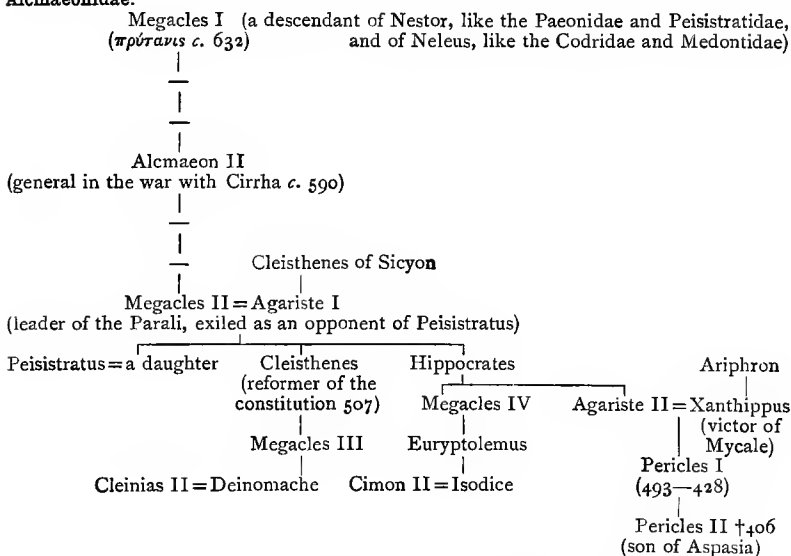 Alcmaeonidae.
Megacles I (a descendant of Nestor, like the Paeonidae and Peisistratidae,
(πρύτανις c. 632) and of Neleus, like the Codridae and Medontidae)
Alcmaeon II
(general in the war with Cirrha c. 590)
Cleisthenes of Sicyon
Megacles II = Agariste I
(leader of the Parali, exiled as an opponent of Peisistratus)
Peisistratus = a daughter Cleisthenes Hippocrates Ariphron
(reformer of the
constitution 507) Megacles IV Agariste II = Xanthippus
(victor of
Megacles III Euryptolemus Mycale)
Pericles I
Cleinias II = Deinomache Cimon II = Isodice (493—428)
Pericles II †406
(son of Aspasia)